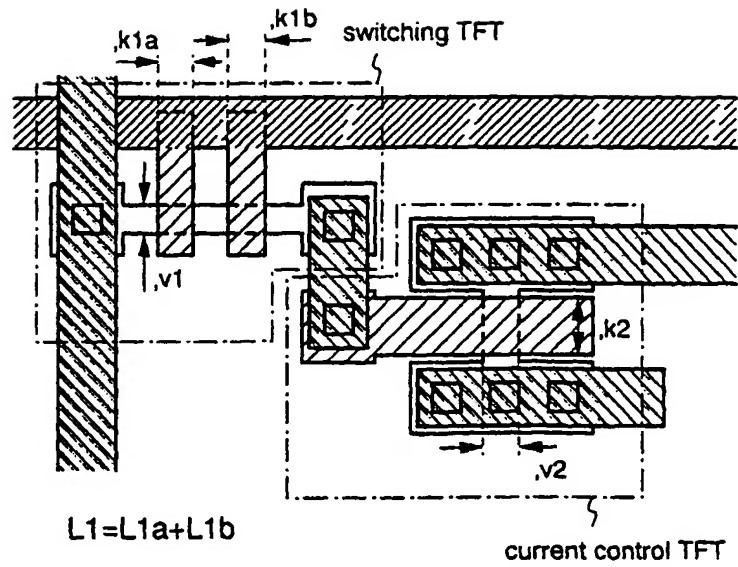 ,k1a
,k1b
switching TFT
,v1
,k2
,v2
L1=L1a+L1b
current control TFT